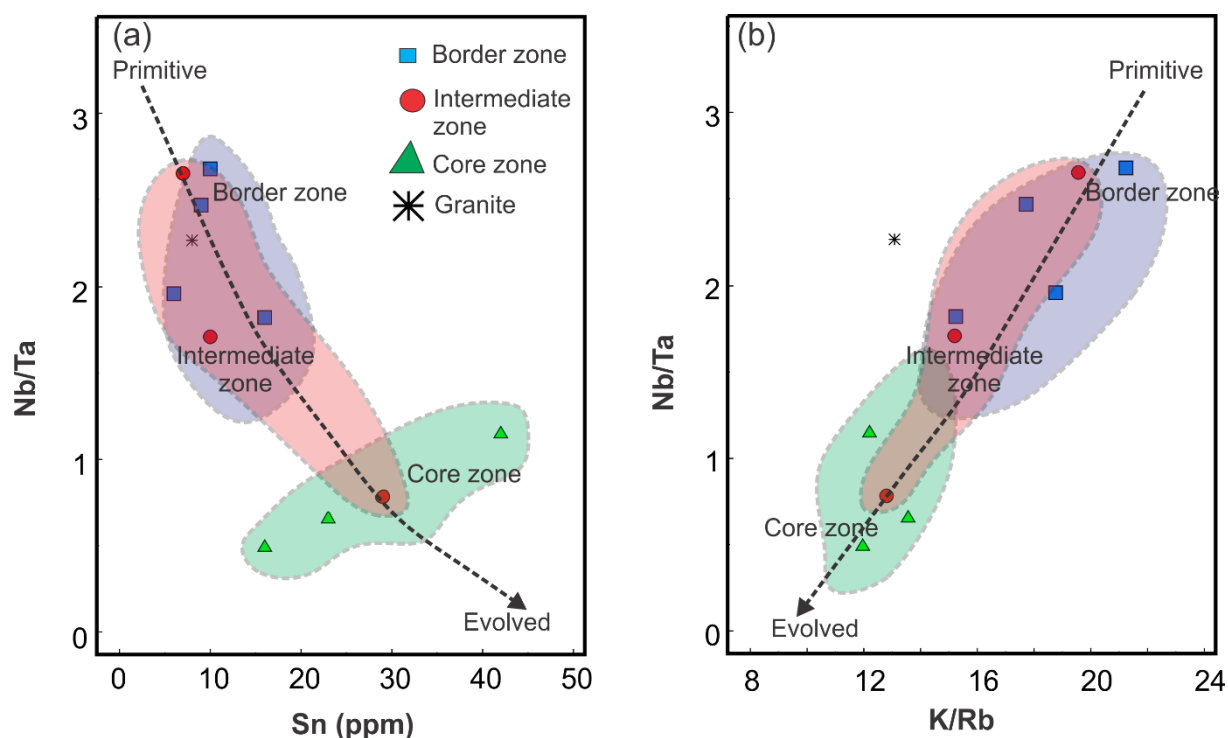 (a)
Primitive
Border zone
Intermediate
zone
Core zone
Granite
Border zone
Intermediate
zone
Core zone
Evolved
3
2
1
0
Nb/Ta
0
10
20
30
40
50
Sn (ppm)
(b)
Primitive
Border zone
Intermediate
zone
Core zone
Evolved
3
2
1
0
Nb/Ta
8
12
16
20
24
K/Rb